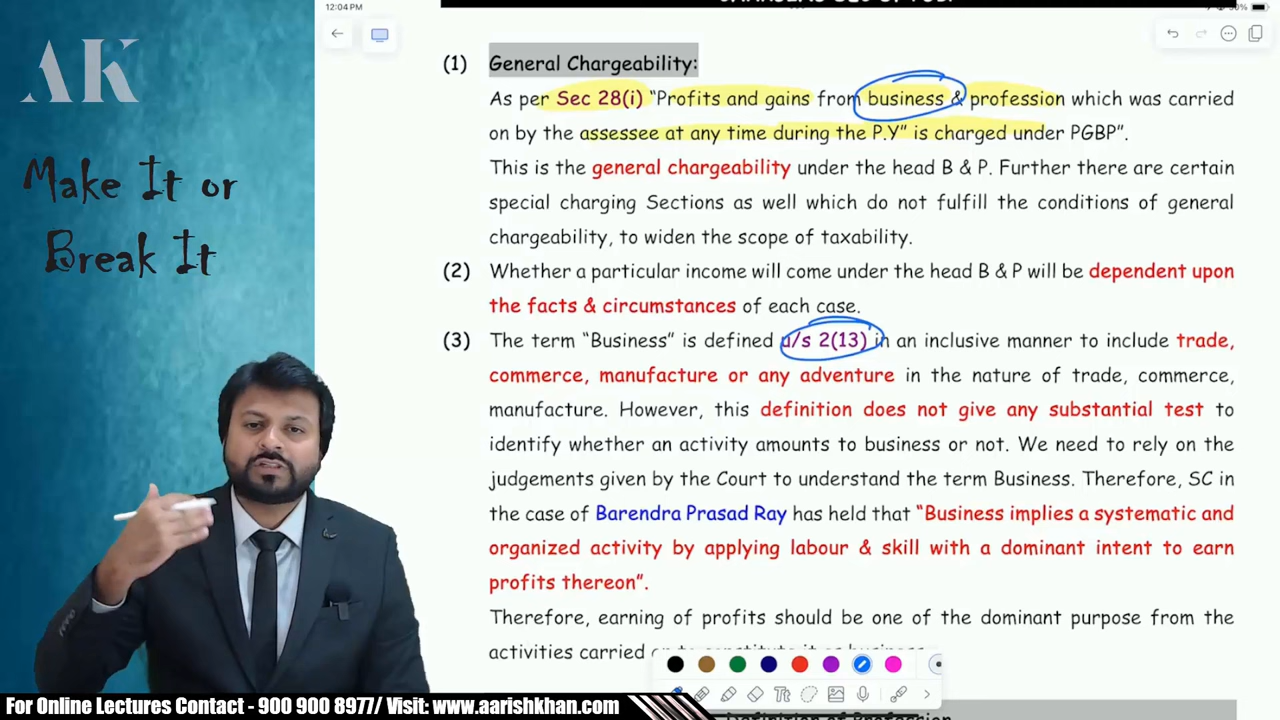 12:04 PM
AK
Make It or
Break It
(1) General Chargeability:
As per Sec 28(i) “Profits and gains from business & profession which was carried
on by the assessee at any time during the P.Y” is charged under PGBP”.
This is the general chargeability under the head B & P. Further there are certain
special charging Sections as well which do not fulfill the conditions of general
chargeability, to widen the scope of taxability.
(2) Whether a particular income will come under the head B & P will be dependent upon
the facts & circumstances of each case.
(3) The term “Business” is defined u/s 2(13) in an inclusive manner to include trade,
commerce, manufacture or any adventure in the nature of trade, commerce,
manufacture. However, this definition does not give any substantial test to
identify whether an activity amounts to business or not. We need to rely on the
judgements given by the Court to understand the term Business. Therefore, SC in
the case of Barendra Prasad Ray has held that “Business implies a systematic and
organized activity by applying labour & skill with a dominant intent to earn
profits thereon”.
Therefore, earning of profits should be one of the dominant purpose from the
activities carried
Definition of Profession
For Online Lectures Contact - 900 900 8977/ Visit: www.aarishkhan.com